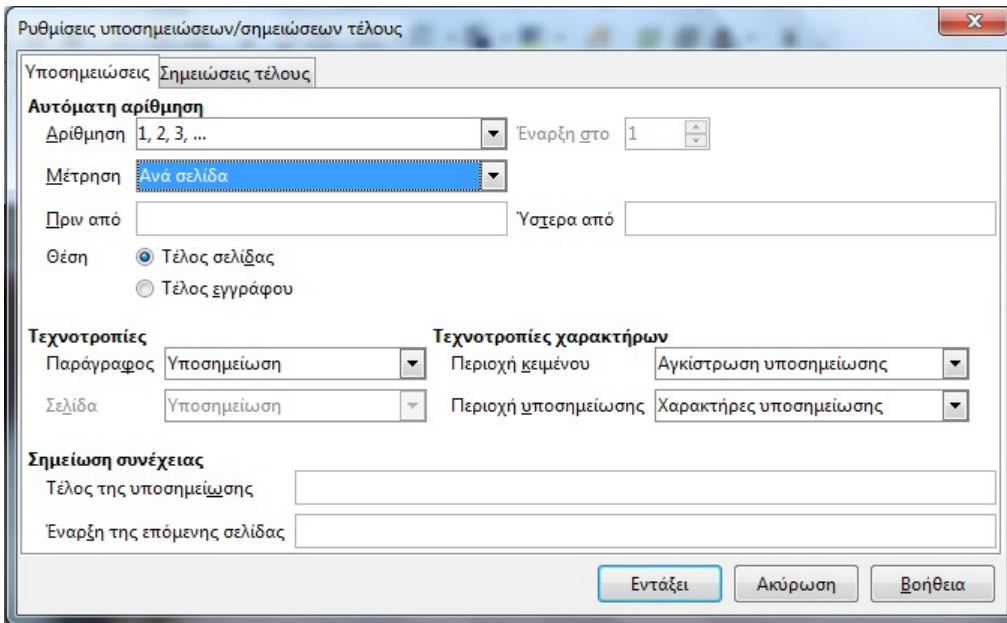 Ρυθμίσεις υποσημειώσεων/σημειώσεων τέλους
Υποσημειώσεις Σημειώσεις τέλους
Αυτόματη αρίθμηση
Αρίθμηση 1, 2, 3, ... Έναρξη στο 1
Μέτρηση Ανά σελίδα
Πριν από Ύστερα από
Θέση Τέλος σελίδας
Τέλος εγγράφου
Τεχνοτροπίες Τεχνοτροπίες χαρακτήρων
Παράγραφος Υποσημείωση Περιοχή κειμένου Αγκίστρωση υποσημείωσης
Σελίδα Υποσημείωση Περιοχή υποσημείωσης Χαρακτήρες υποσημείωσης
Σημείωση συνέχειας
Τέλος της υποσημείωσης
Έναρξη της επόμενης σελίδας
Εντάξει Ακύρωση Βοήθεια